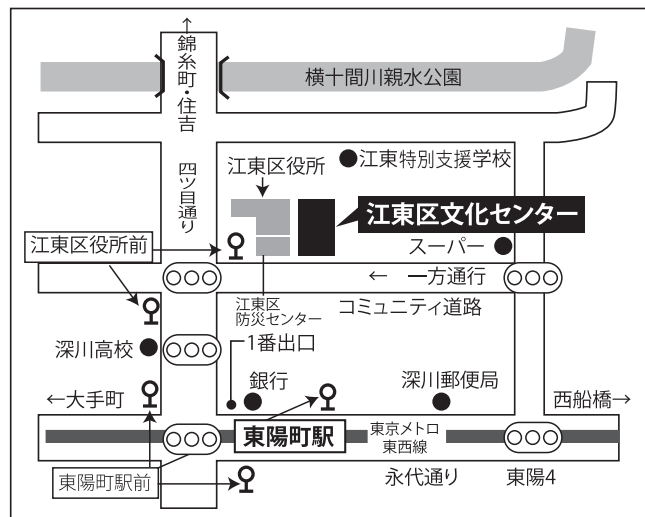 ↑錦糸町・住吉
横十間川親水公園
四ツ目通り
江東区役所
江東特別支援学校
江東区文化センター
スーパー
江東区役所前
← 一方通行
江東区
防災センター
コミュニティ道路
深川高校
1番出口
銀行
深川郵便局
←大手町
西船橋→
東陽町駅
東京メトロ
東西線
東陽町駅前
永代通り
東陽4